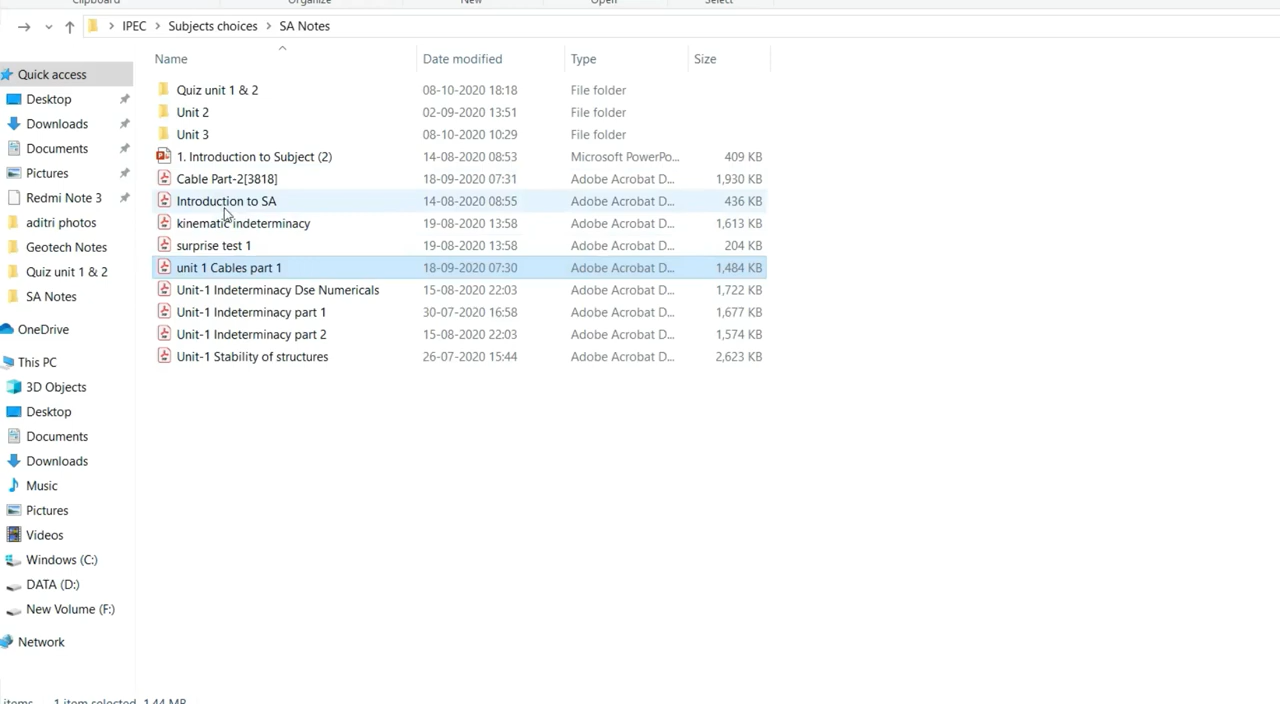 Clipboard Organize New Open Select
IPEC > Subjects choices > SA Notes
Name Date modified Type Size
Quick access
Desktop
Downloads
Documents
Pictures
Redmi Note 3
aditri photos
Geotech Notes
Quiz unit 1 & 2
SA Notes
OneDrive
This PC
3D Objects
Desktop
Documents
Downloads
Music
Pictures
Videos
Windows (C:)
DATA (D:)
New Volume (F:)
Network
Quiz unit 1 & 2 08-10-2020 18:18 File folder
Unit 2 02-09-2020 13:51 File folder
Unit 3 08-10-2020 10:29 File folder
1. Introduction to Subject (2) 14-08-2020 08:53 Microsoft PowerPo... 409 KB
Cable Part-2[3818] 18-09-2020 07:31 Adobe Acrobat D... 1,930 KB
Introduction to SA 14-08-2020 08:55 Adobe Acrobat D... 436 KB
kinematic indeterminacy 19-08-2020 13:58 Adobe Acrobat D... 1,613 KB
surprise test 1 19-08-2020 13:58 Adobe Acrobat D... 204 KB
unit 1 Cables part 1 18-09-2020 07:30 Adobe Acrobat D... 1,484 KB
Unit-1 Indeterminacy Dse Numericals 15-08-2020 22:03 Adobe Acrobat D... 1,722 KB
Unit-1 Indeterminacy part 1 30-07-2020 16:58 Adobe Acrobat D... 1,677 KB
Unit-1 Indeterminacy part 2 15-08-2020 22:03 Adobe Acrobat D... 1,574 KB
Unit-1 Stability of structures 26-07-2020 15:44 Adobe Acrobat D... 2,623 KB
items 1 item selected 1.44 MB